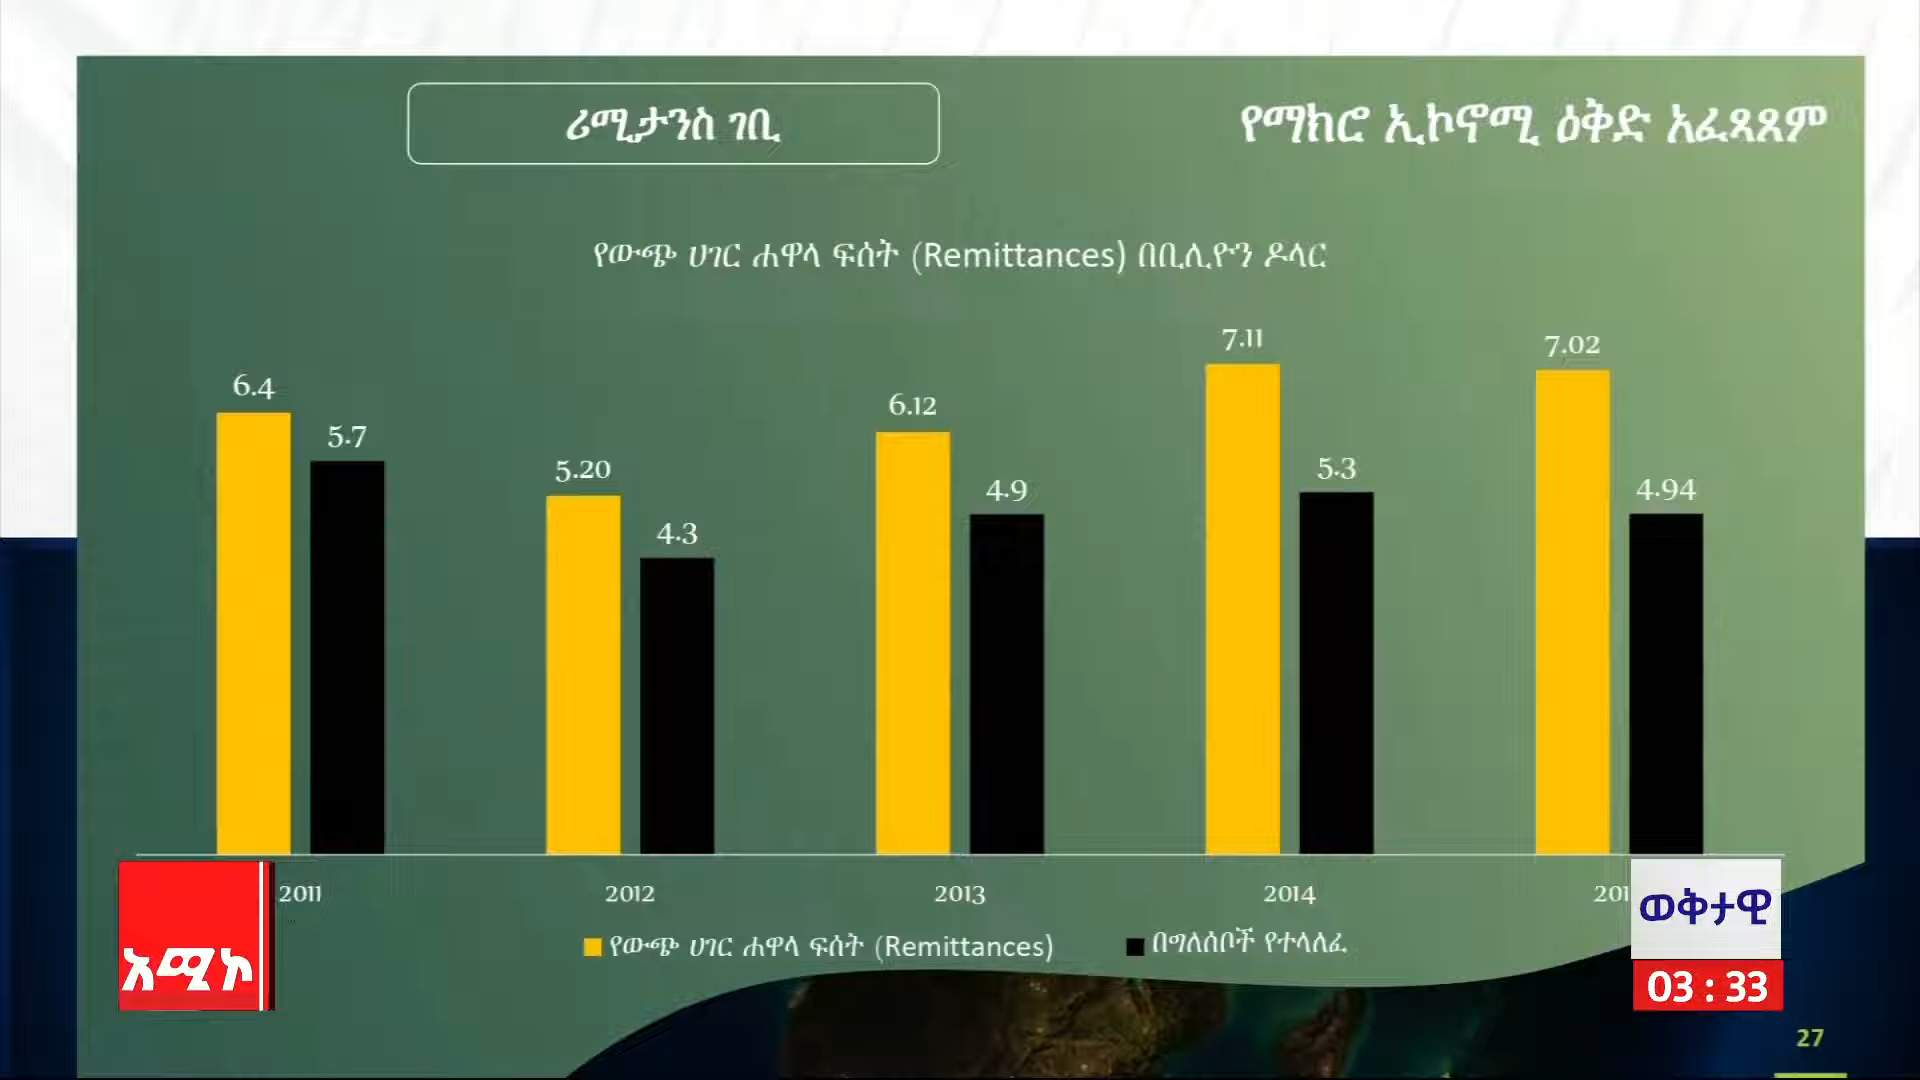 ሪሚታንስ ገቢ
የማክሮ ኢኮኖሚ ዕቅድ አፈጻጸም
የውጭ ሀገር ሐዋላ ፍሰት (Remittances) በቢሊዮን ዶላር
6.4
5.7
5.20
4.3
6.12
4.9
7.11
5.3
7.02
4.94
2011
2012
2013
2014
የውጭ ሀገር ሐዋላ ፍሰት (Remittances)
በግለሰቦች የተላለፈ
አሚኮ
ወቅታዊ
03 : 33
27